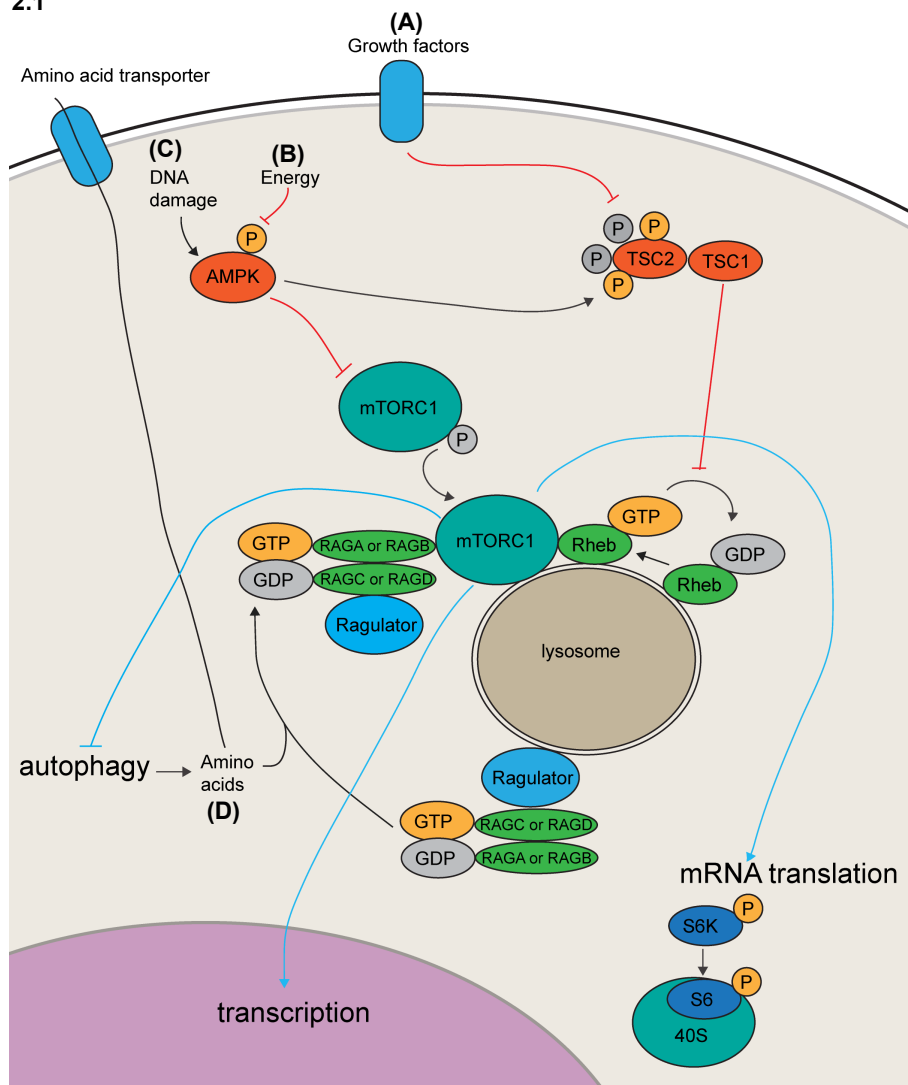 2.1
(A)
Growth factors
Amino acid transporter
(C)
DNA
damage
(B)
Energy
P
AMPK
P
P
P
P
TSC2
TSC1
mTORC1
P
mTORC1
GTP
RAGA or RAGB
GDP
RAGC or RAGD
Ragulator
Rheb
GTP
GDP
Rheb
lysosome
autophagy
Amino
acids
(D)
Ragulator
GTP
RAGC or RAGD
GDP
RAGA or RAGB
mRNA translation
S6K
P
S6
P
40S
transcription